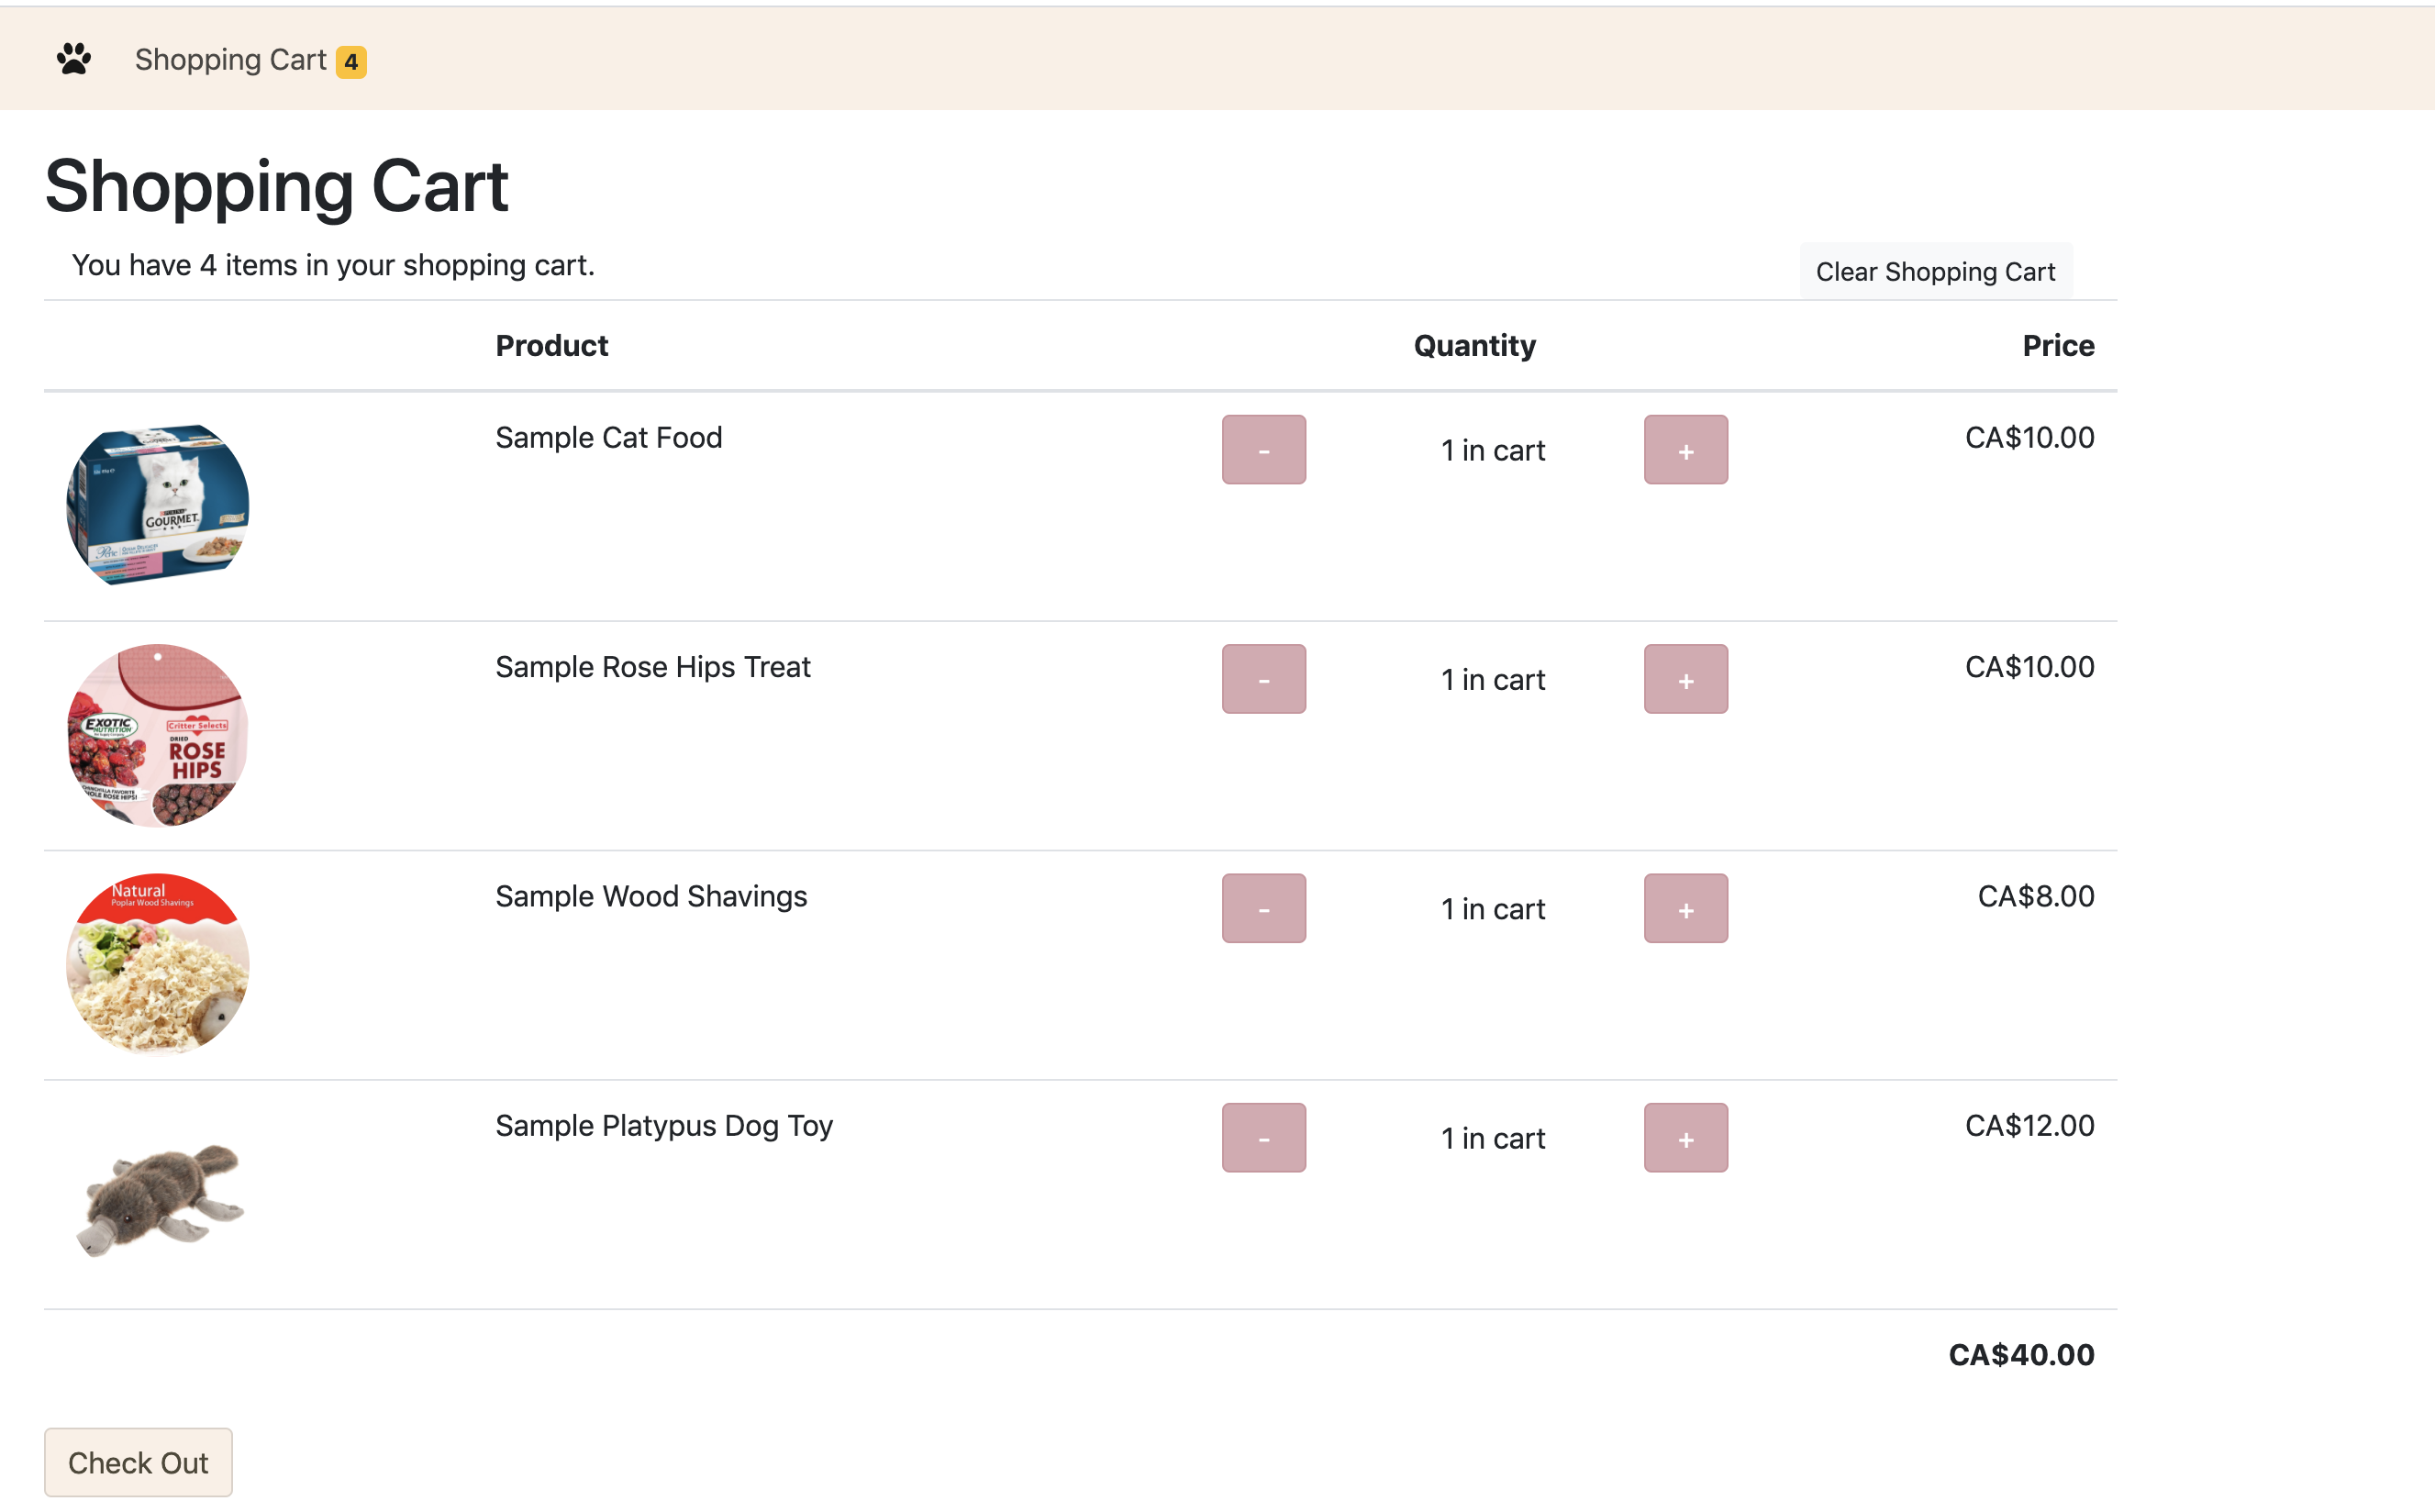 Shopping Cart 4
Shopping Cart
You have 4 items in your shopping cart.
Clear Shopping Cart
Product Quantity Price
Sample Cat Food - 1 in cart + CA$10.00
GOURMET
Sample Rose Hips Treat - 1 in cart + CA$10.00
EXOTIC
NUTRITION
Critter Selects
DRIED
ROSE
HIPS
Sample Wood Shavings - 1 in cart + CA$8.00
Natural
Poplar Wood Shavings
Sample Platypus Dog Toy - 1 in cart + CA$12.00
CA$40.00
Check Out